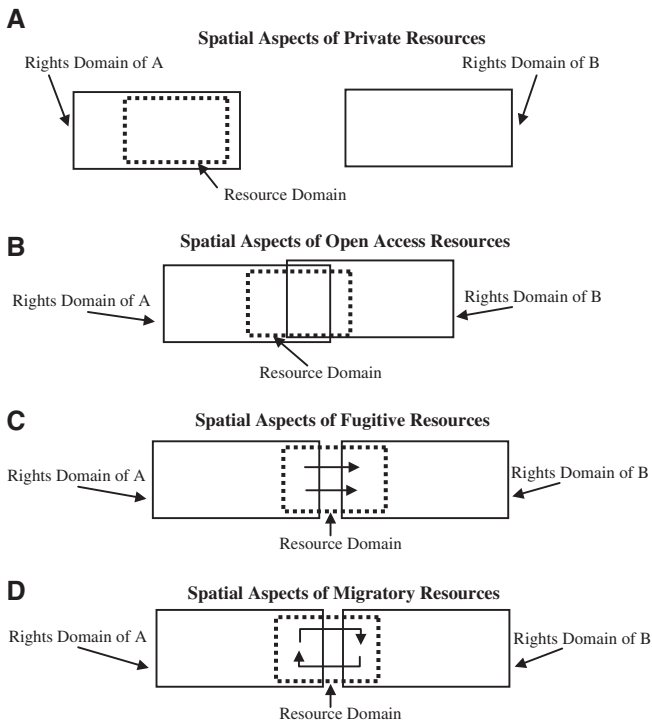 A
Spatial Aspects of Private Resources
Rights Domain of A
Rights Domain of B
Resource Domain
B
Spatial Aspects of Open Access Resources
Rights Domain of A
Rights Domain of B
Resource Domain
C
Spatial Aspects of Fugitive Resources
Rights Domain of A
Rights Domain of B
Resource Domain
D
Spatial Aspects of Migratory Resources
Rights Domain of A
Rights Domain of B
Resource Domain